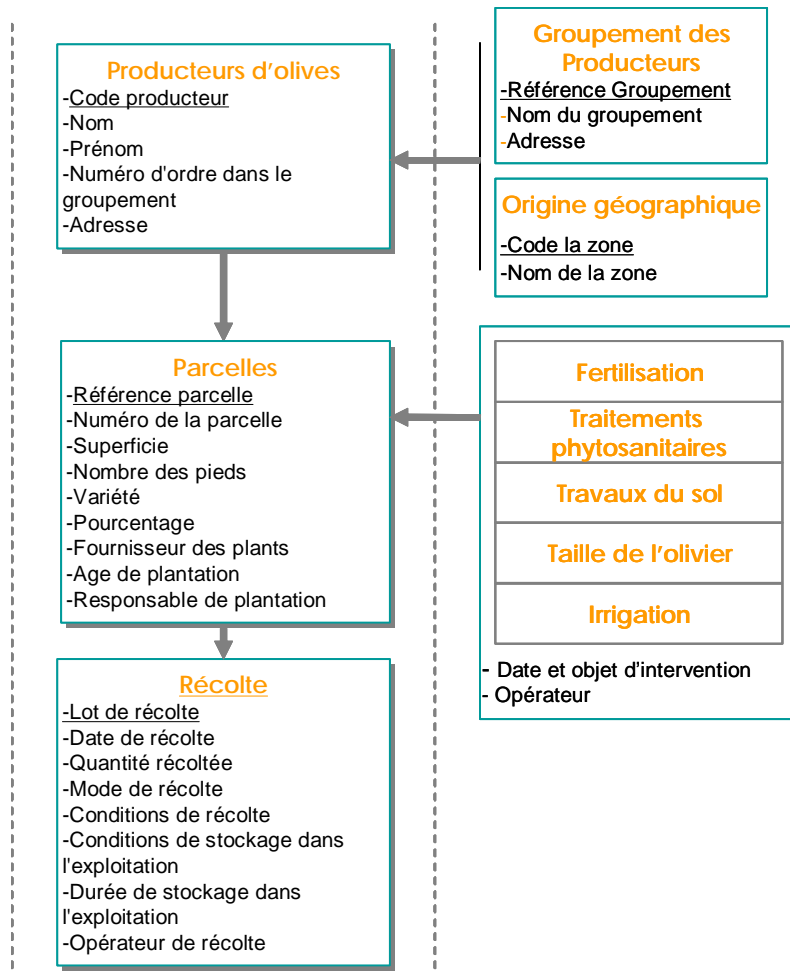 Producteurs d'olives
-Code producteur
-Nom
-Prénom
-Numéro d'ordre dans le
groupement
-Adresse
Groupement des
Producteurs
-Référence Groupement
-Nom du groupement
-Adresse
Origine géographique
-Code la zone
-Nom de la zone
Parcelles
-Référence parcelle
-Numéro de la parcelle
-Superficie
-Nombre des pieds
-Variété
-Pourcentage
-Fournisseur des plants
-Age de plantation
-Responsable de plantation
Fertilisation
Traitements
phytosanitaires
Travaux du sol
Taille de l'olivier
Irrigation
- Date et objet d'intervention
- Opérateur
Récolte
-Lot de récolte
-Date de récolte
-Quantité récoltée
-Mode de récolte
-Conditions de récolte
-Conditions de stockage dans
l'exploitation
-Durée de stockage dans
l'exploitation
-Opérateur de récolte